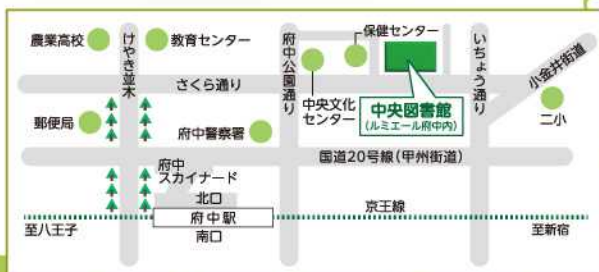 農業高校
けやき並木
教育センター
府中公園通り
保健センター
いちょう通り
小金井街道
さくら通り
中央文化
センター
中央図書館
(ルミエール府中内)
二小
郵便局
府中警察署
国道20号線(甲州街道)
府中
スカイナード
北口
府中駅
南口
京王線
至八王子
至新宿